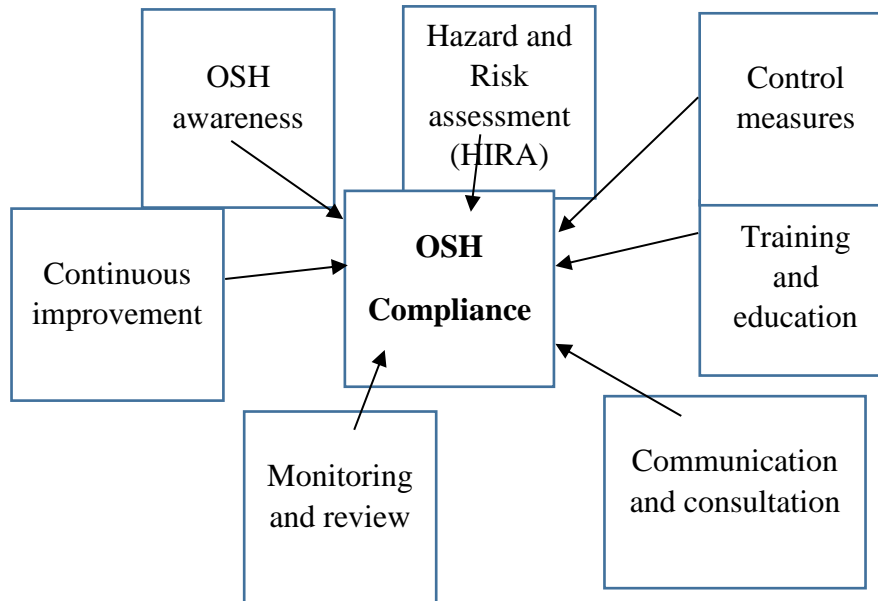 OSH
awareness
Hazard and
Risk
assessment
(HIRA)
Control
measures
Continuous
improvement
OSH
Compliance
Training
and
education
Monitoring
and review
Communication
and consultation